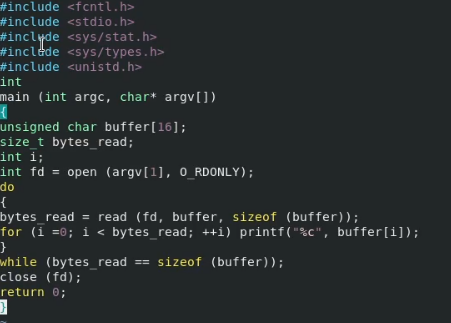 #include <fcntl.h>
#include <stdio.h>
#include <sys/stat.h>
#include <sys/types.h>
#include <unistd.h>
int
main (int argc, char* argv[])
{
unsigned char buffer[16];
size_t bytes_read;
int i;
int fd = open (argv[1], O_RDONLY);
do
{
bytes_read = read (fd, buffer, sizeof (buffer));
for (i =0; i < bytes_read; ++i) printf("%c", buffer[i]);
}
while (bytes_read == sizeof (buffer));
close (fd);
return 0;
}
~